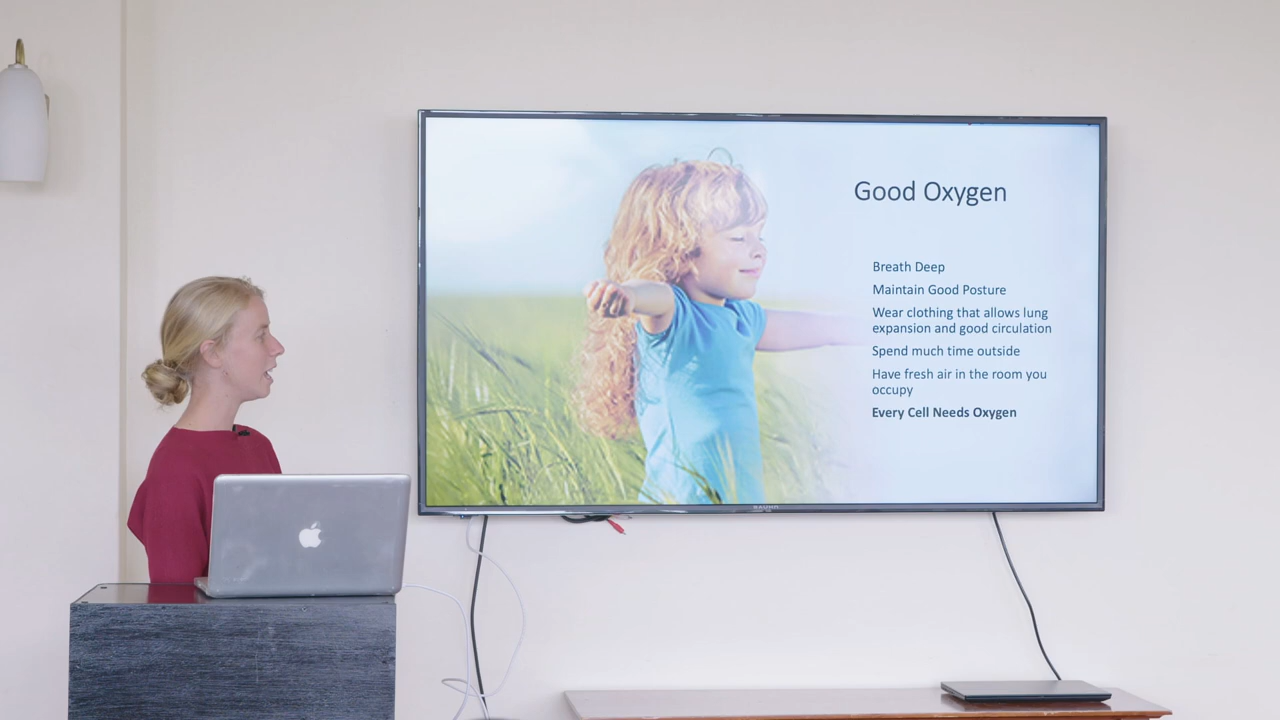 Good Oxygen
Breath Deep
Maintain Good Posture
Wear clothing that allows lung
expansion and good circulation
Spend much time outside
Have fresh air in the room you
occupy
Every Cell Needs Oxygen